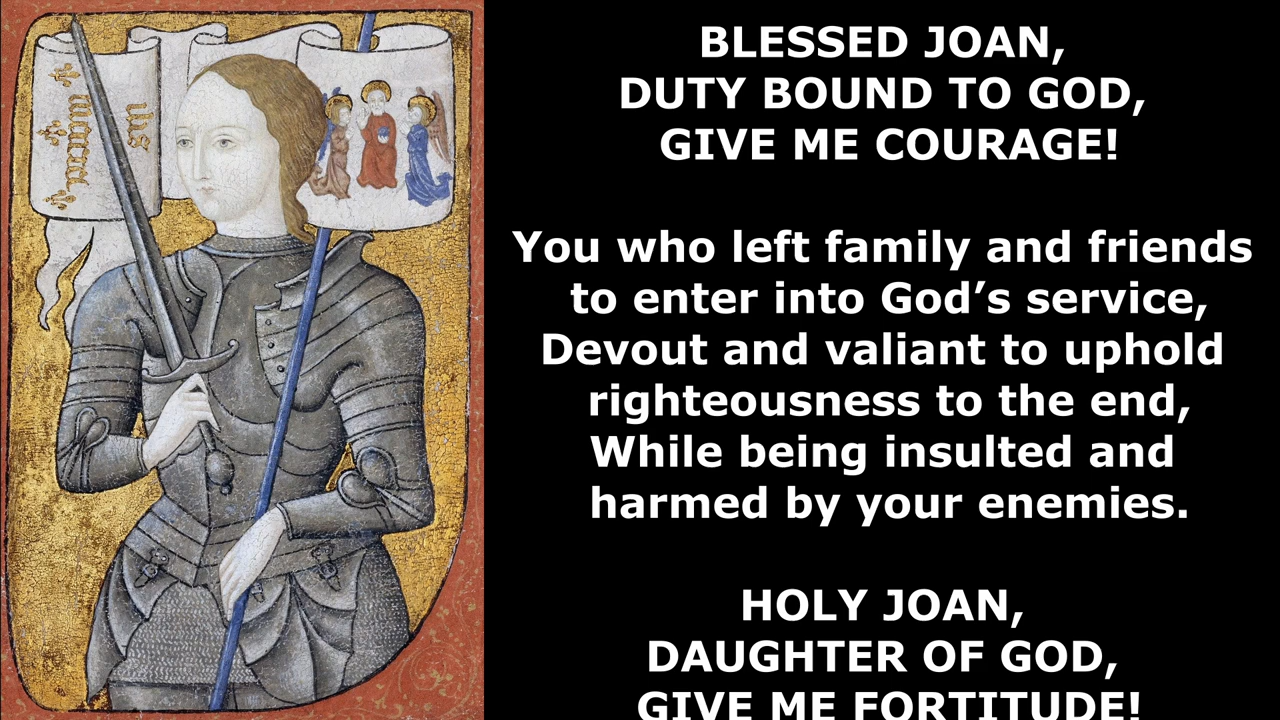 ihs
maria
BLESSED JOAN,
DUTY BOUND TO GOD,
GIVE ME COURAGE!
You who left family and friends
to enter into God’s service,
Devout and valiant to uphold
righteousness to the end,
While being insulted and
harmed by your enemies.
HOLY JOAN,
DAUGHTER OF GOD,
GIVE ME FORTITUDE!